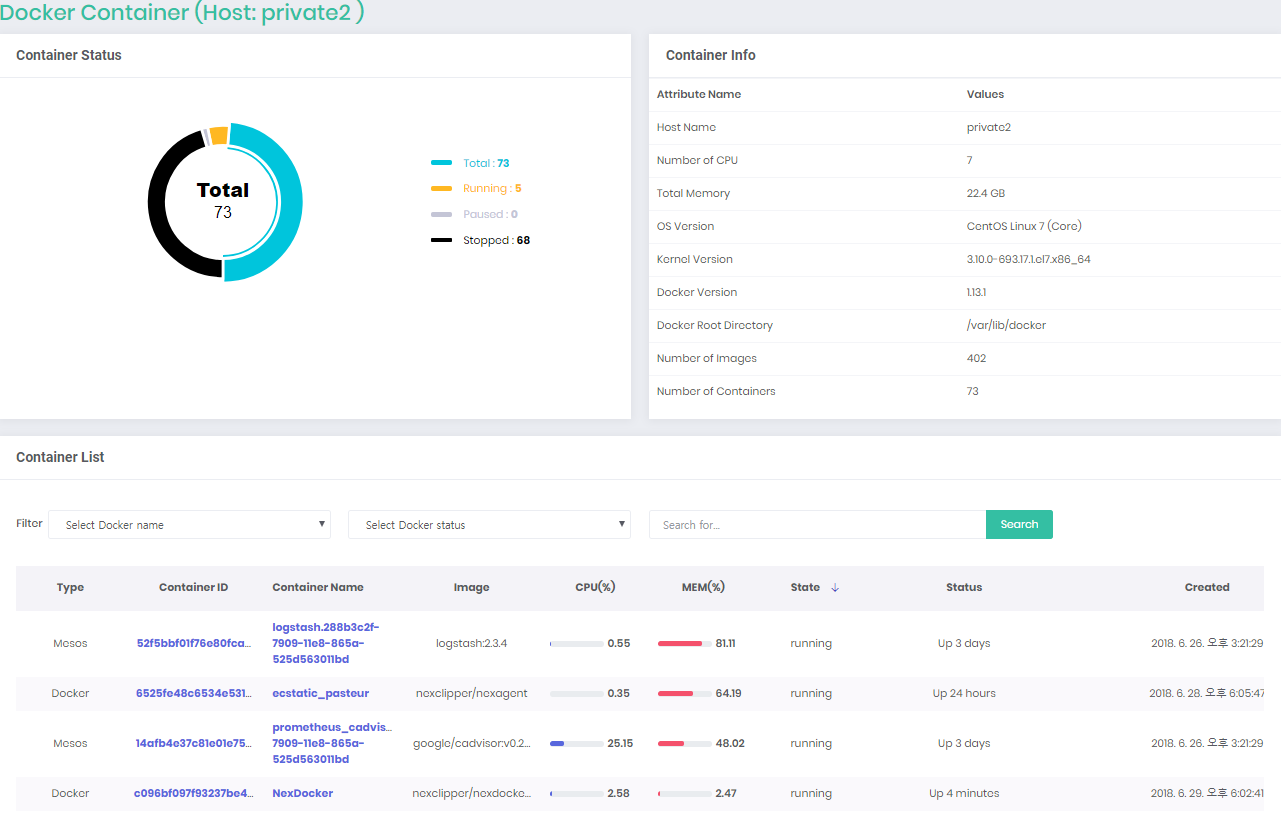 Docker Container (Host: private2 )
Container Status
Total
73
Total : 73
Running : 5
Paused : 0
Stopped : 68
Container Info
Attribute Name Values
Host Name private2
Number of CPU 7
Total Memory 22.4 GB
OS Version CentOS Linux 7 (Core)
Kernel Version 3.10.0-693.17.1.el7.x86_64
Docker Version 1.13.1
Docker Root Directory /var/lib/docker
Number of Images 402
Number of Containers 73
Container List
Filter Select Docker name Select Docker status Search for... Search
Type Container ID Container Name Image CPU(%) MEM(%) State ↓ Status Created
Mesos 52f5bbf01f76e80fca... logstash.288b3c2f-7909-11e8-865a-525d563011bd logstash:2.3.4 0.55 81.11 running Up 3 days 2018. 6. 26. 오후 3:21:29
Docker 6525fe48c6534e531... ecstatic_pasteur nexclipper/nexagent 0.35 64.19 running Up 24 hours 2018. 6. 28. 오후 6:05:47
Mesos 14afb4e37c81e01e75... prometheus_cadvis... 7909-11e8-865a-525d563011bd google/cadvisor:v0.2... 25.15 48.02 running Up 3 days 2018. 6. 26. 오후 3:21:29
Docker c096bf097f93237be4... NexDocker nexclipper/nexdocke... 2.58 2.47 running Up 4 minutes 2018. 6. 29. 오후 6:02:41